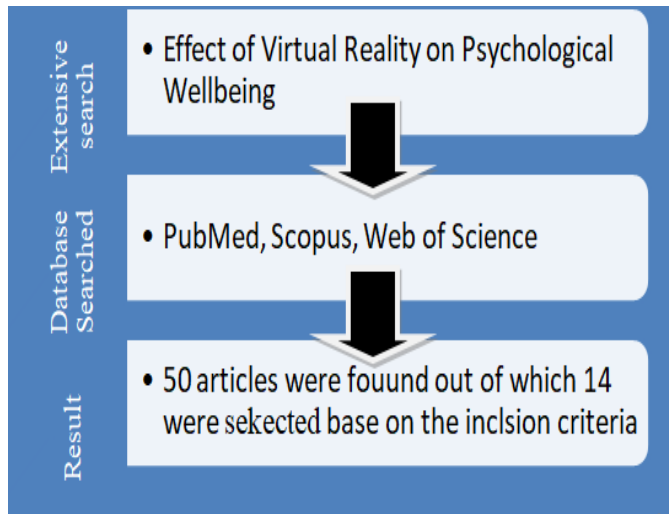 Extensive
search
• Effect of Virtual Reality on Psychological
Wellbeing
Database
Searched
• PubMed, Scopus, Web of Science
Result
• 50 articles were fouund out of which 14
were sekected base on the inclsion criteria